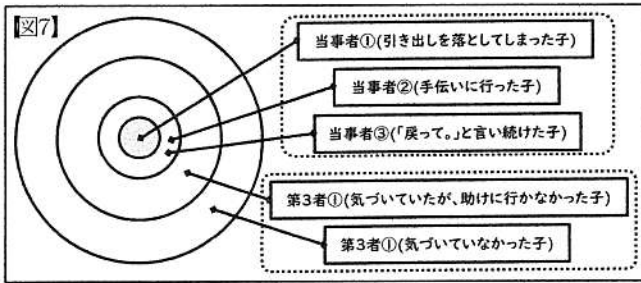 【図7】
当事者①(引き出しを落としてしまった子)
当事者②(手伝いに行った子)
当事者③(「戻って。」と言い続けた子)
第3者①(気づいていたが、助けに行かなかった子)
第3者①(気づいていなかった子)